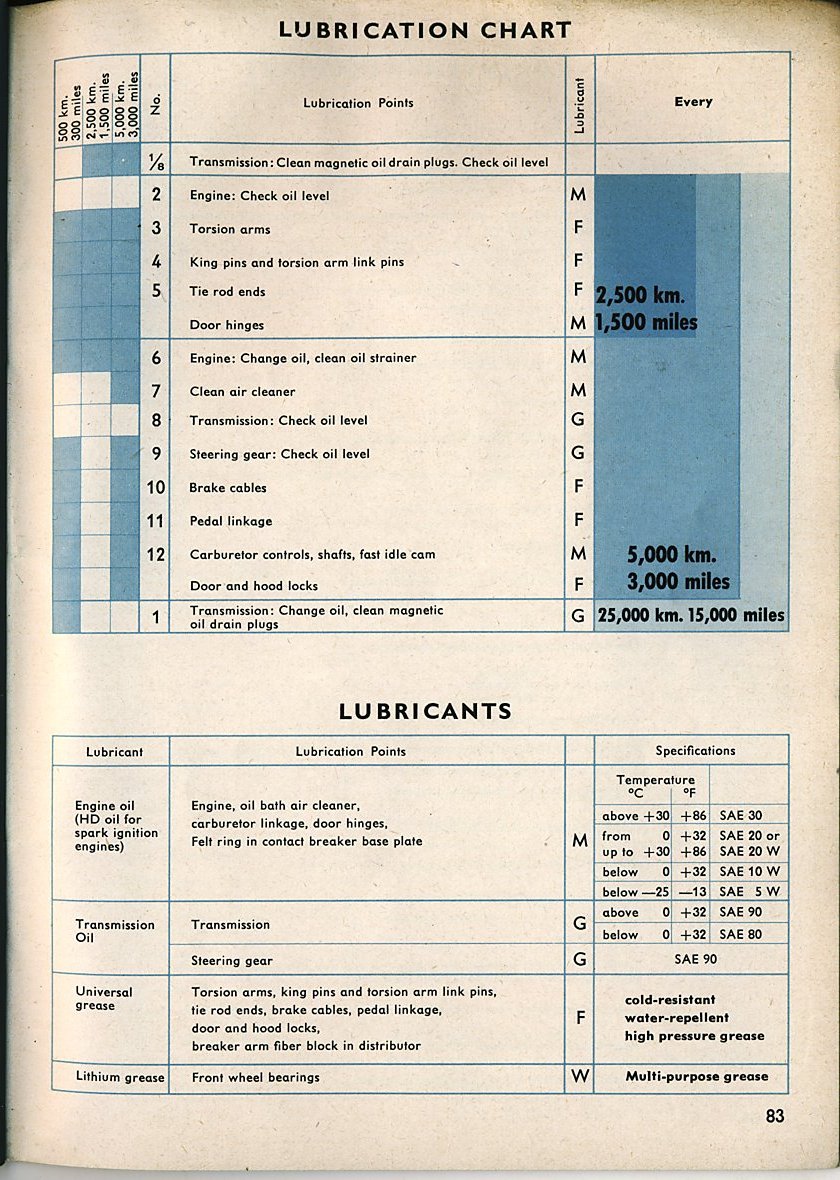 LUBRICATION CHART
500 km.
300 miles
2,500 km.
1,500 miles
5,000 km.
3,000 miles
No.
Lubrication Points
Lubricant
Every
1/8 Transmission: Clean magnetic oil drain plugs. Check oil level
2 Engine: Check oil level M
3 Torsion arms F
4 King pins and torsion arm link pins F
5 Tie rod ends F
Door hinges M
2,500 km.
1,500 miles
6 Engine: Change oil, clean oil strainer M
7 Clean air cleaner M
8 Transmission: Check oil level G
9 Steering gear: Check oil level G
10 Brake cables F
11 Pedal linkage F
12 Carburetor controls, shafts, fast idle cam M
Door and hood locks F
5,000 km.
3,000 miles
1 Transmission: Change oil, clean magnetic
oil drain plugs
G 25,000 km. 15,000 miles
LUBRICANTS
Lubricant Lubrication Points Specifications
Engine oil
(HD oil for
spark ignition
engines)
Engine, oil bath air cleaner,
carburetor linkage, door hinges,
Felt ring in contact breaker base plate
M
Temperature
°C °F
above +30 +86 SAE 30
from 0 +32 SAE 20 or
up to +30 +86 SAE 20 W
below 0 +32 SAE 10 W
below —25 —13 SAE 5 W
Transmission
Oil
Transmission G
above 0 +32 SAE 90
below 0 +32 SAE 80
Steering gear G SAE 90
Universal
grease
Torsion arms, king pins and torsion arm link pins,
tie rod ends, brake cables, pedal linkage,
door and hood locks,
breaker arm fiber block in distributor
F
cold-resistant
water-repellent
high pressure grease
Lithium grease Front wheel bearings W Multi-purpose grease
83